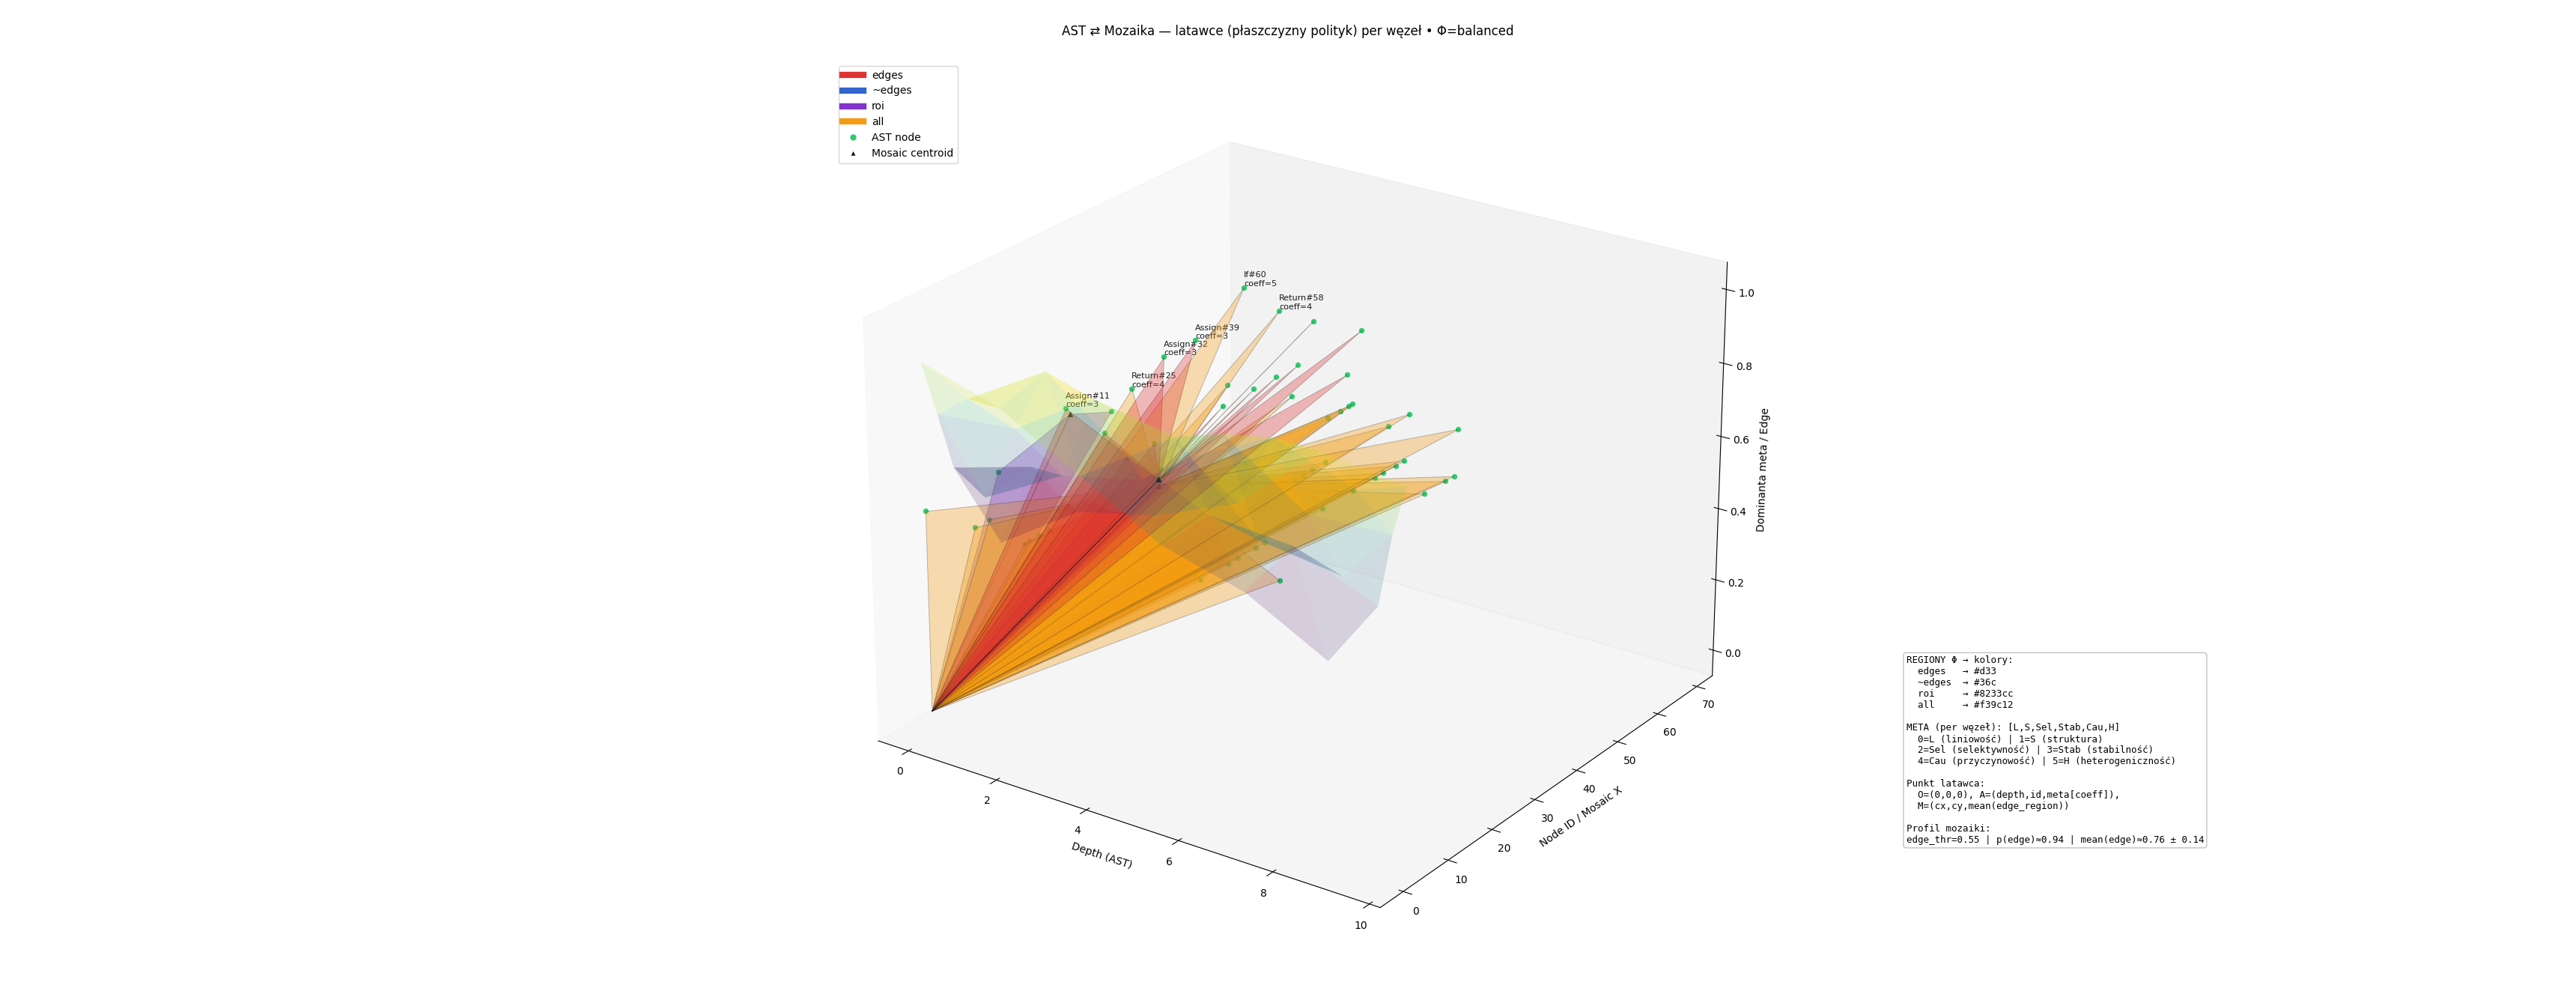 AST ⇄ Mozaika — latawce (płaszczyzny polityk) per węzeł • Φ=balanced
edges
~edges
roi
all
AST node
Mosaic centroid
If#60
coeff=5
Return#58
coeff=4
Assign#39
coeff=3
Assign#32
coeff=3
Return#25
coeff=4
Assign#11
coeff=3
1.0
0.8
0.6
0.4
0.2
0.0
Dominanta meta / Edge
70
60
50
40
30
20
10
0
Node ID / Mosaic X
0
2
4
6
8
10
Depth (AST)
REGIONY Φ → kolory:
edges → #d33
~edges → #36c
roi → #8233cc
all → #f39c12
META (per węzeł): [L,S,Sel,Stab,Cau,H]
0=L (liniowość) | 1=S (struktura)
2=Sel (selektywność) | 3=Stab (stabilność)
4=Cau (przyczynowość) | 5=H (heterogeniczność)
Punkt latawca:
O=(0,0,0), A=(depth,id,meta[coeff]),
M=(cx,cy,mean(edge_region))
Profil mozaiki:
edge_thr=0.55 | p(edge)≈0.94 | mean(edge)≈0.76 ± 0.14